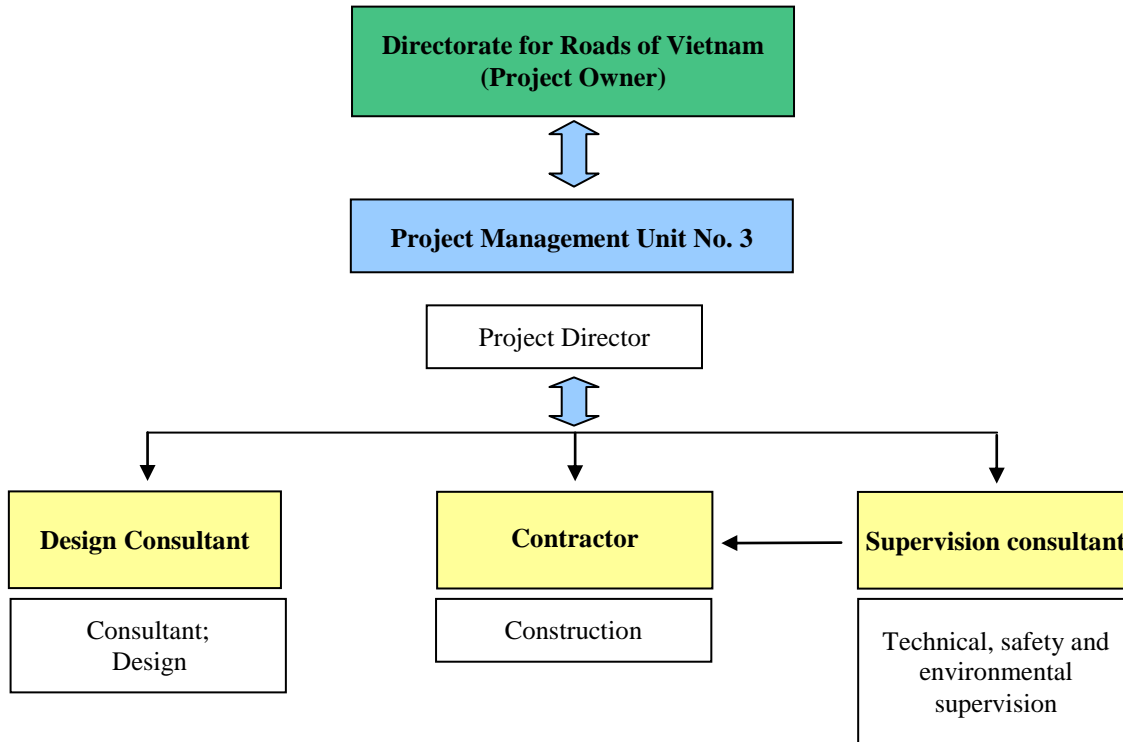 Directorate for Roads of Vietnam
(Project Owner)
Project Management Unit No. 3
Project Director
Design Consultant
Contractor
Supervision consultant
Consultant;
Design
Construction
Technical, safety and
environmental
supervision